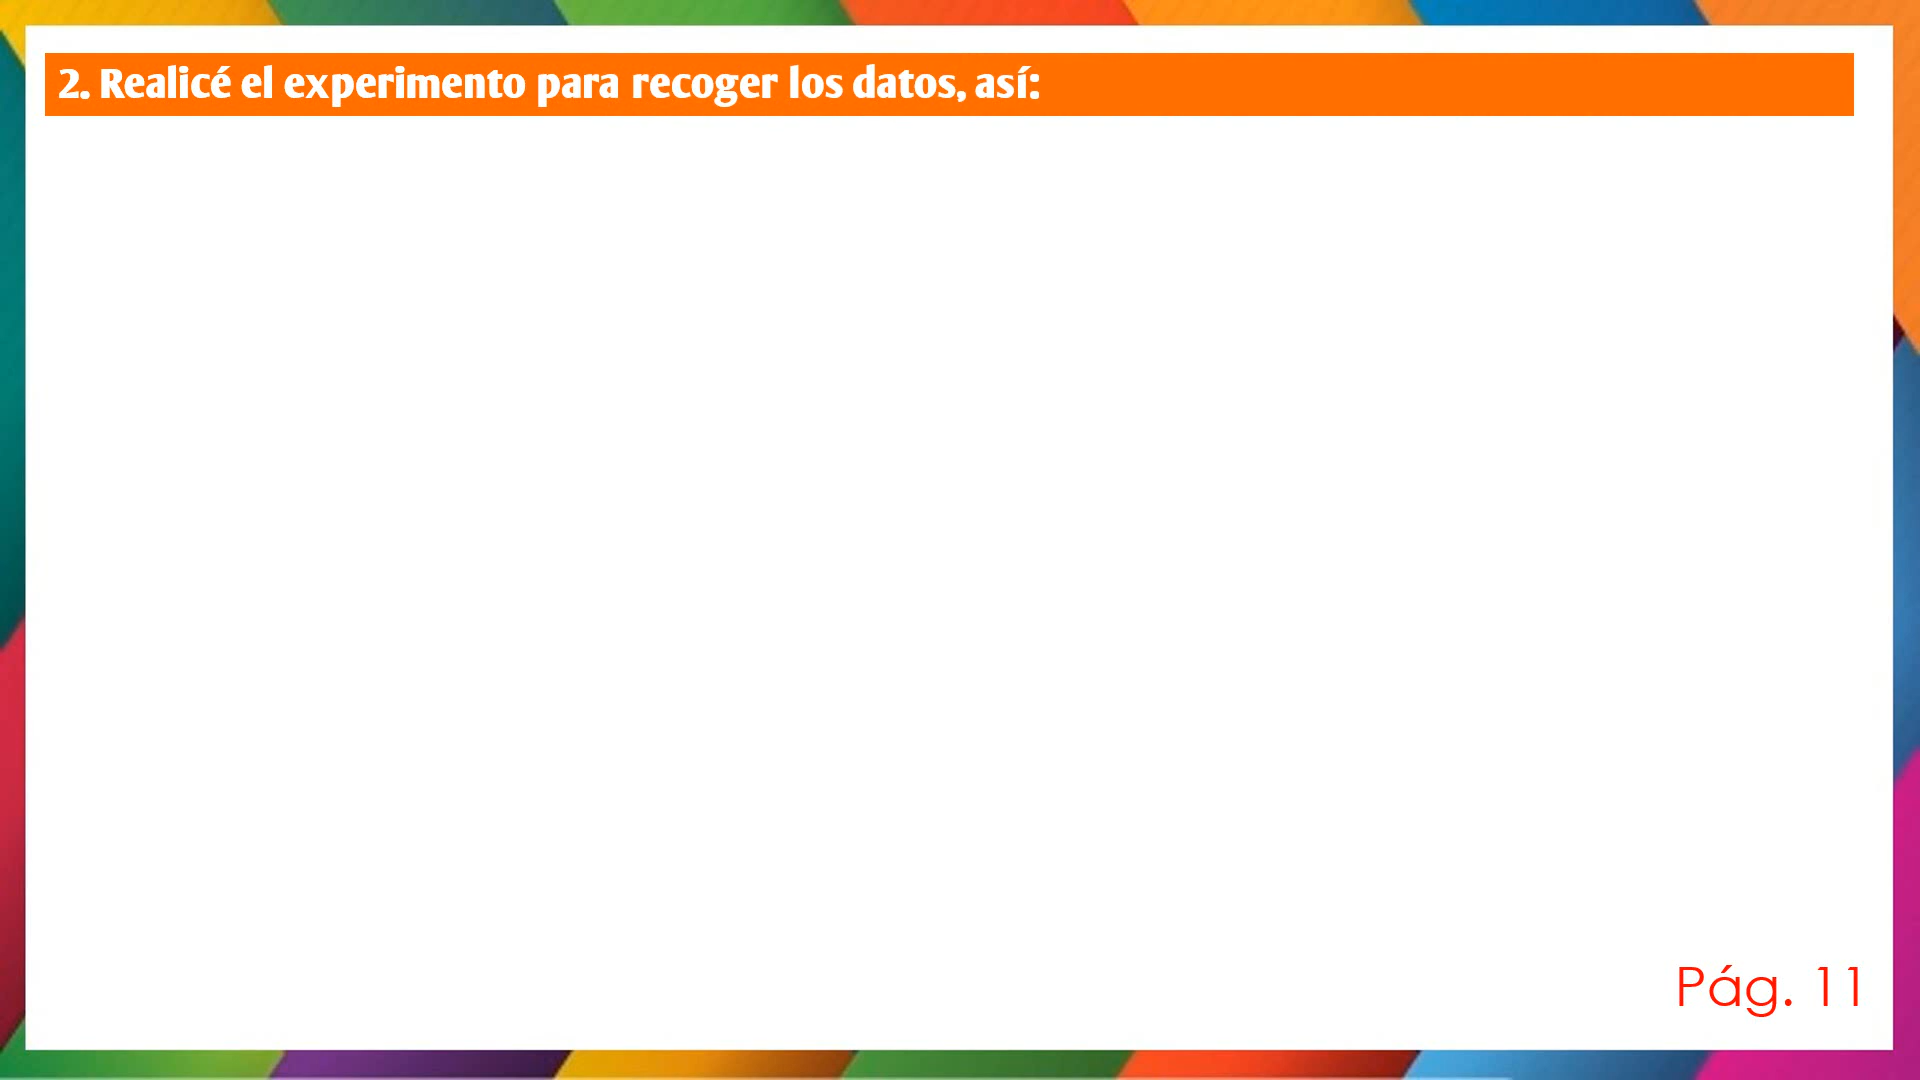 2. Realicé el experimento para recoger los datos, así:
Pág. 11